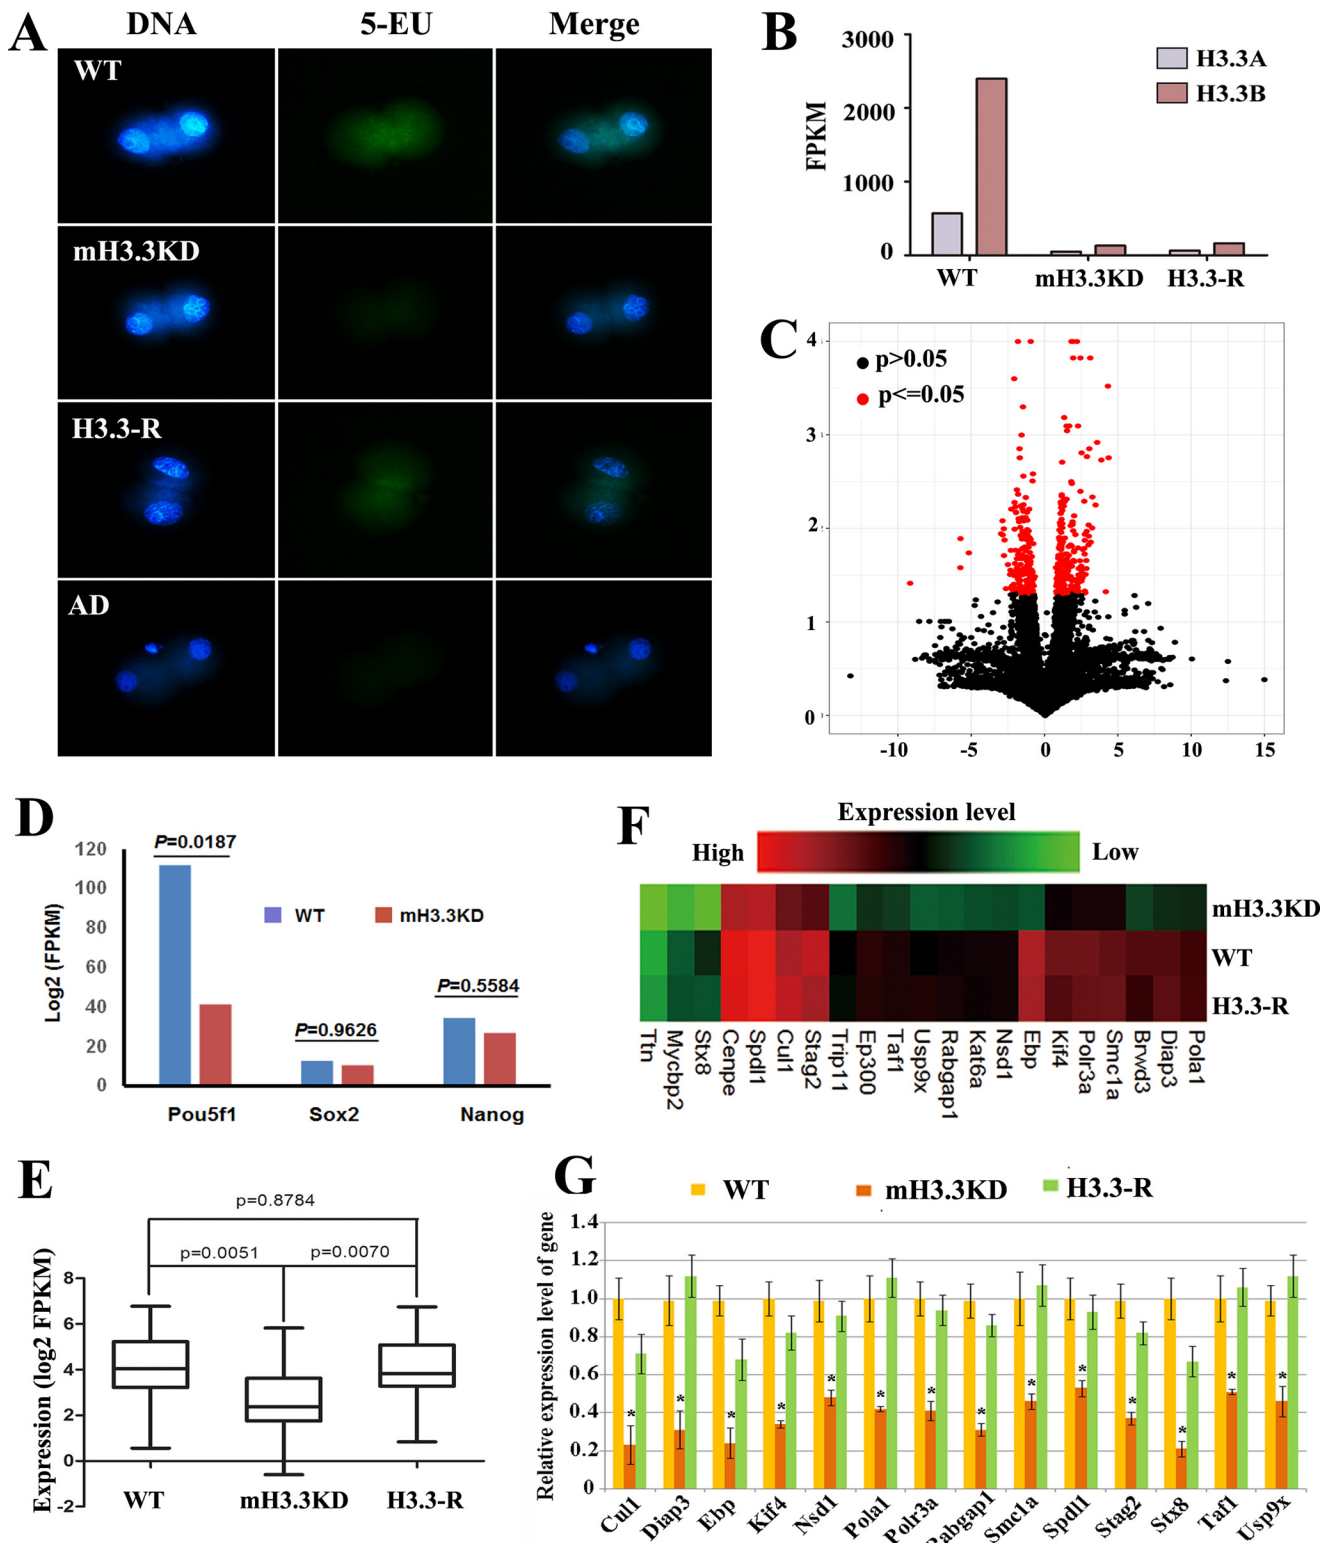 A
DNA
5-EU
Merge
WT
mH3.3KD
H3.3-R
AD
B
3000
2000
1000
0
FPKM
H3.3A
H3.3B
WT
mH3.3KD
H3.3-R
C
p>0.05
p<=0.05
4
3
2
1
0
-10
-5
0
5
10
15
D
120
100
80
60
40
20
0
Log2 (FPKM)
P=0.0187
P=0.9626
P=0.5584
WT
mH3.3KD
Pou5f1
Sox2
Nanog
F
Expression level
High
Low
mH3.3KD
WT
H3.3-R
Ttn
Mycbp2
Stx8
Cenpe
Spdl1
Cul1
Stag2
Trip11
Ep300
Taf1
Usp9x
Rabgap1
Kat6a
Nsd1
Ebp
Kif4
Polr3a
Smc1a
Brwd3
Diap3
Pola1
E
p=0.8784
p=0.0051
p=0.0070
Expression (log2 FPKM)
8
6
4
2
0
-2
WT
mH3.3KD
H3.3-R
G
WT
mH3.3KD
H3.3-R
Relative expression level of gene
1.4
1.2
1.0
0.8
0.6
0.4
0.2
0
* * * * * * * * * * * * * *
Cul1
Diap3
Ebp
Kif4
Nsd1
Pola1
Polr3a
Rabgap1
Smc1a
Spdl1
Stag2
Stx8
Taf1
Usp9x